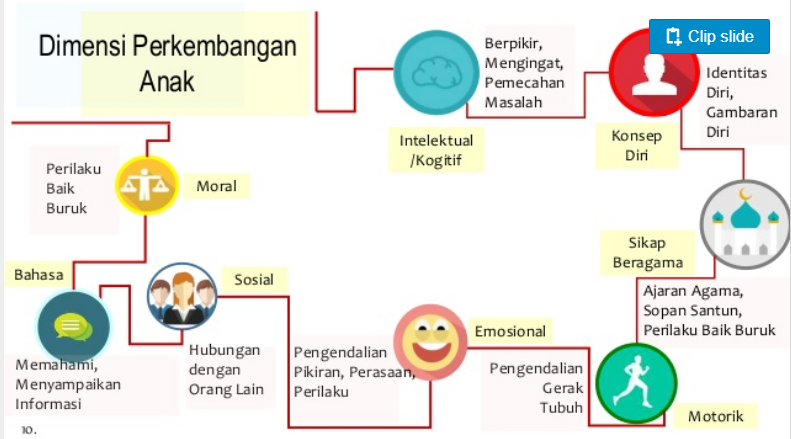 Dimensi Perkembangan
Anak
Clip slide
Berpikir,
Mengingat,
Pemecahan
Masalah
Intelektual
/Kogitif
Identitas
Diri,
Gambaran
Diri
Konsep
Diri
Perilaku
Baik
Buruk
Moral
Sikap
Beragama
Ajaran Agama,
Sopan Santun,
Perilaku Baik Buruk
Bahasa
Memahami,
Menyampaikan
Informasi
Sosial
Hubungan
dengan
Orang Lain
Emosional
Pengendalian
Pikiran, Perasaan,
Perilaku
Pengendalian
Gerak
Tubuh
Motorik
10.